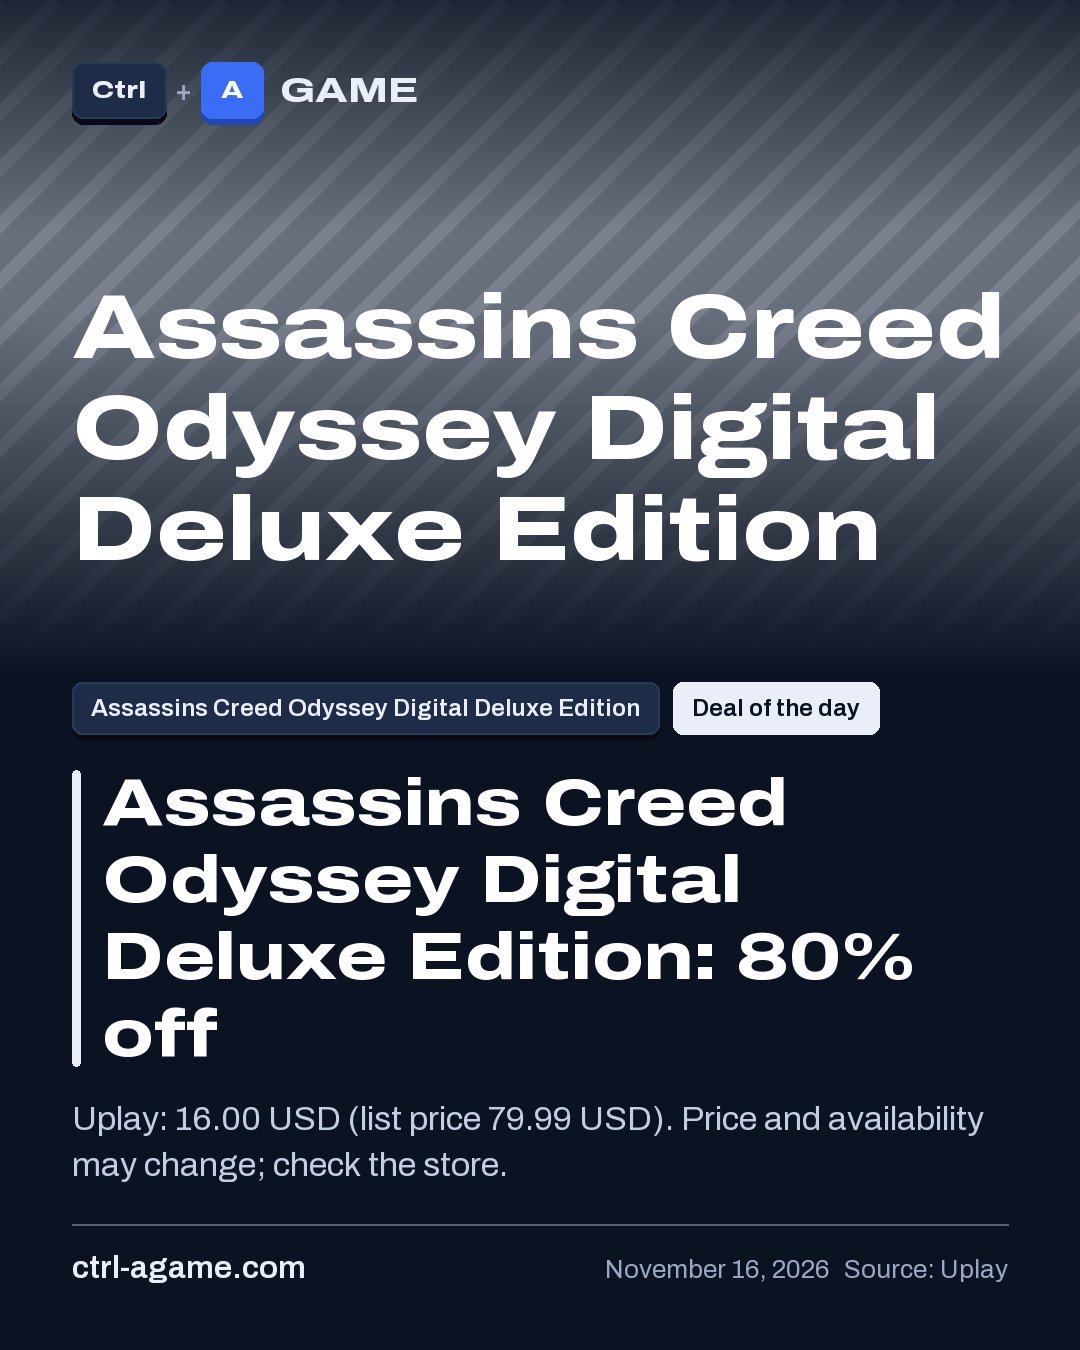 Ctrl + A GAME
Assassins Creed
Odyssey Digital
Deluxe Edition
Assassins Creed Odyssey Digital Deluxe Edition Deal of the day
Assassins Creed
Odyssey Digital
Deluxe Edition: 80%
off
Uplay: 16.00 USD (list price 79.99 USD). Price and availability
may change; check the store.
ctrl-agame.com November 16, 2026 Source: Uplay